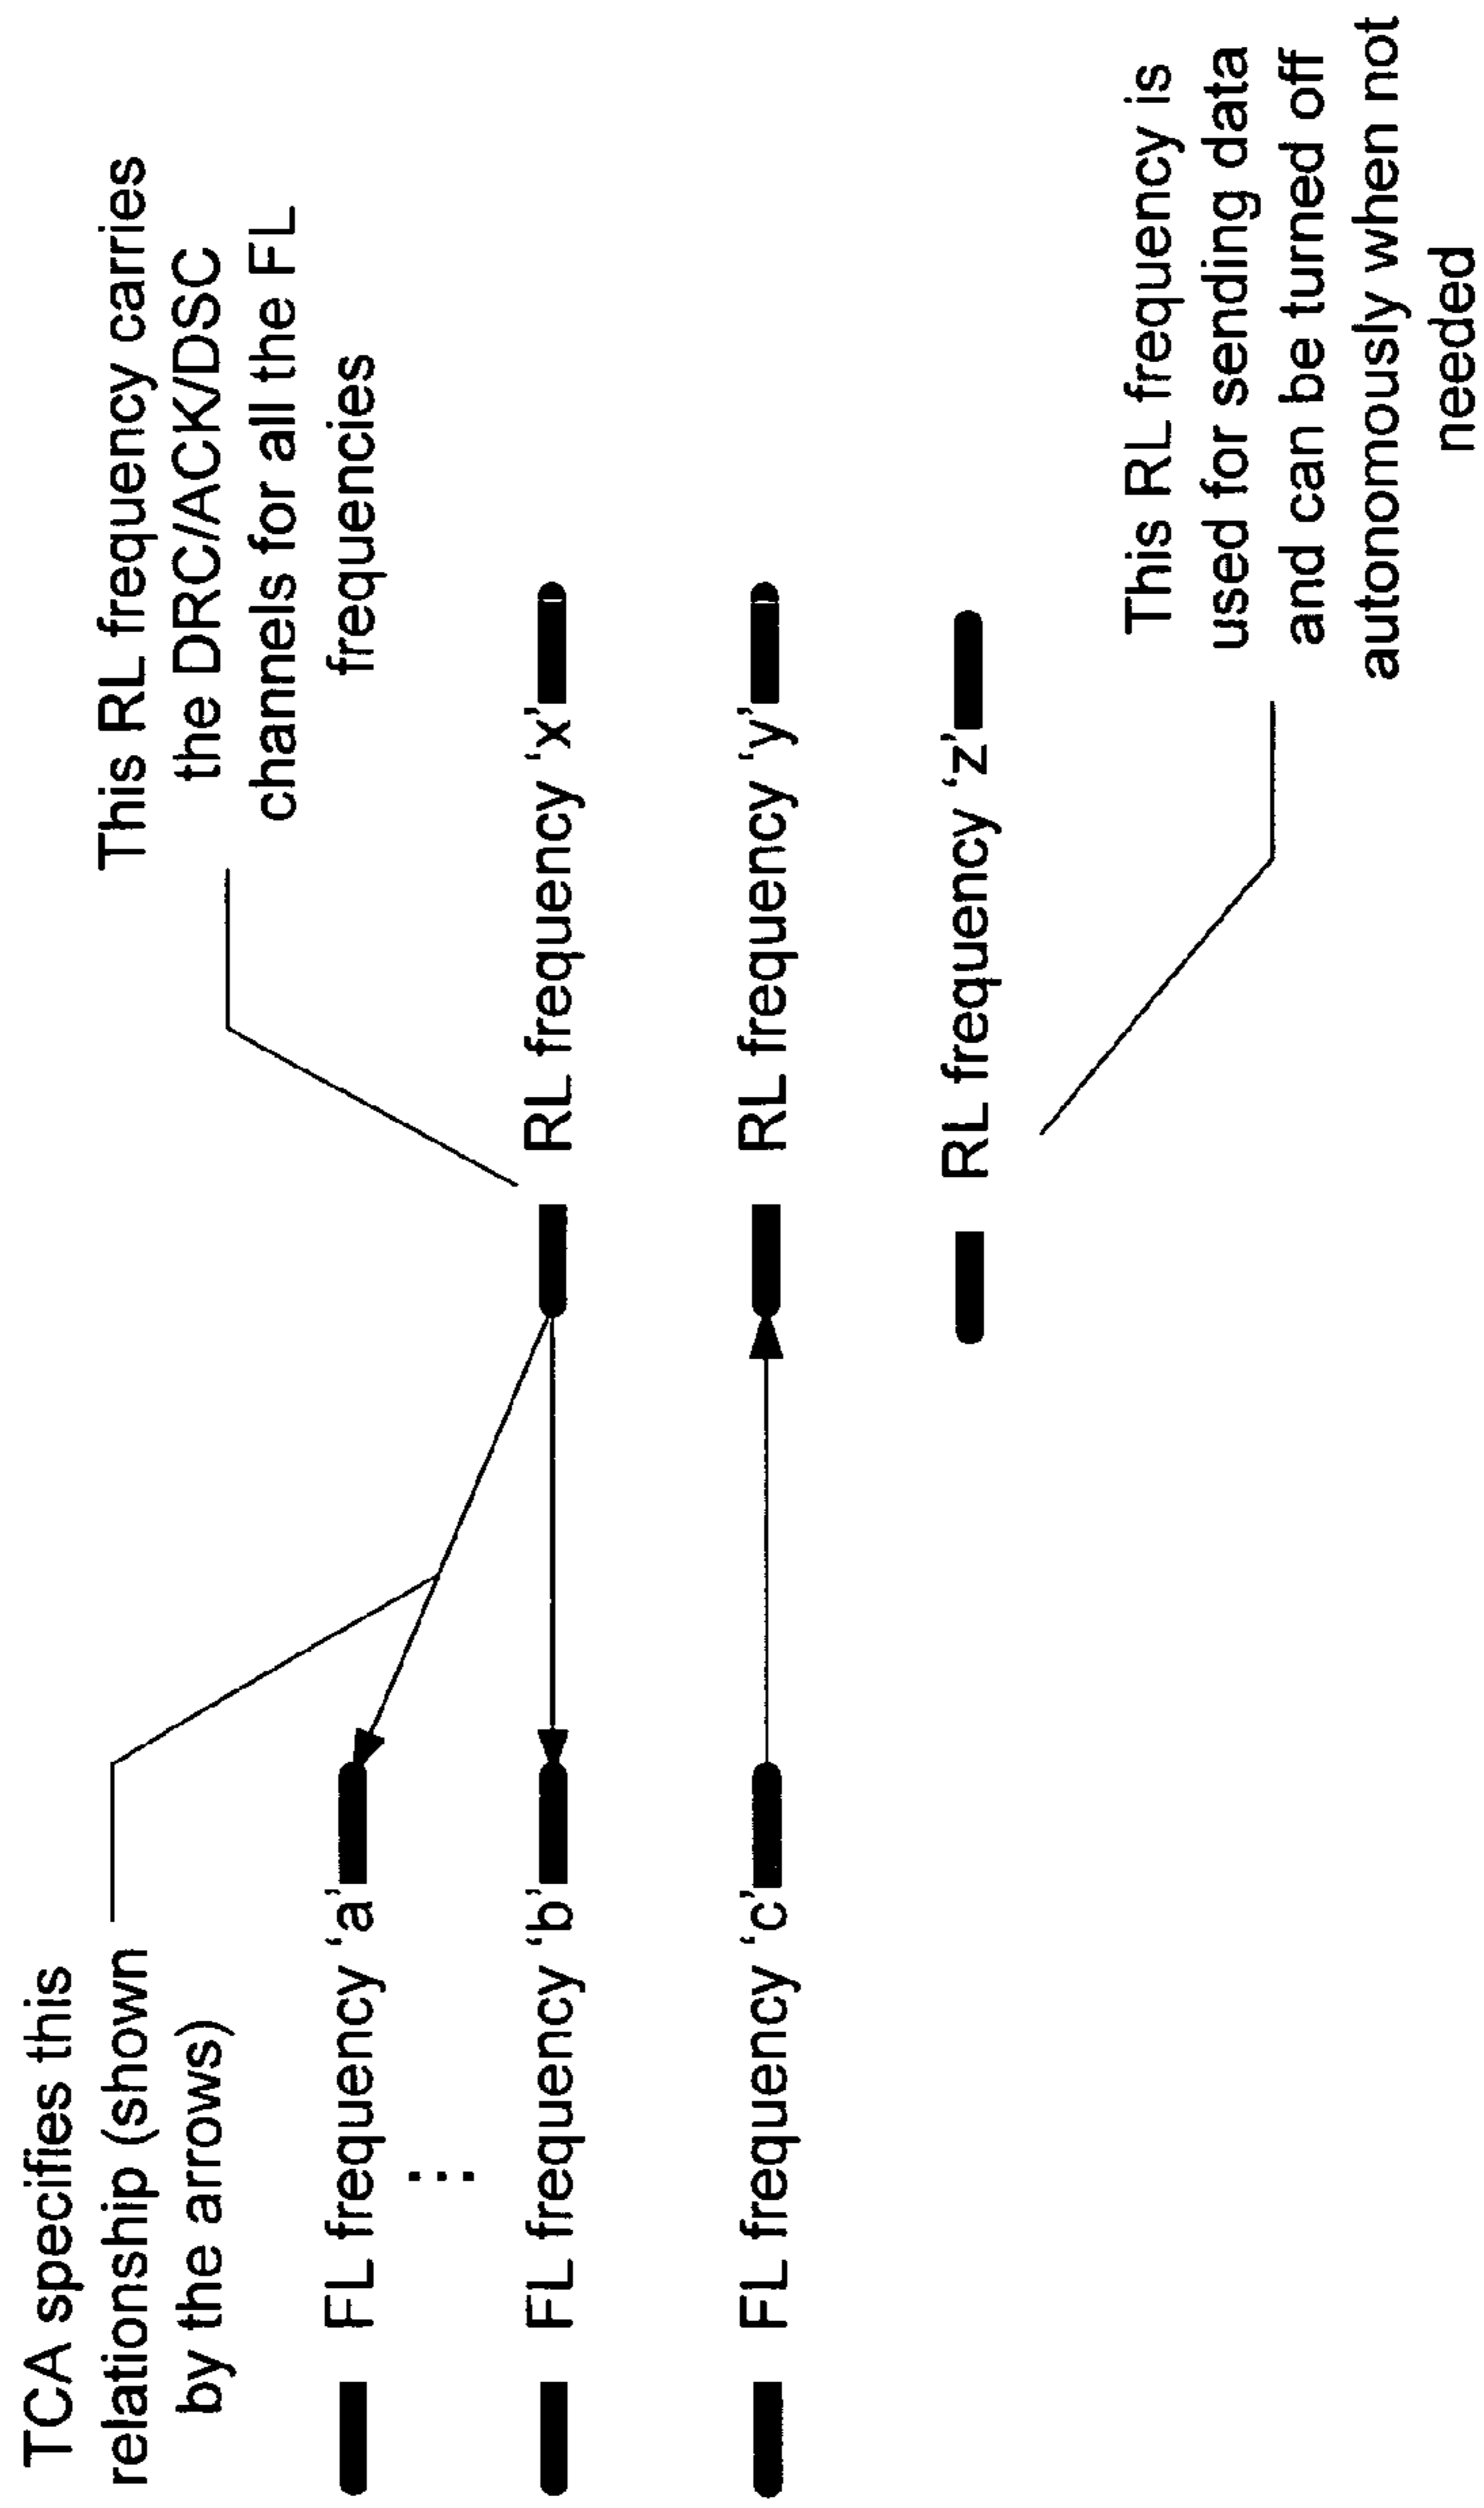 TCA specifies this
relationship (shown
by the arrows)
This RL frequency carries
the DRC/ACK/DSC
channels for all the FL
frequencies
FL frequency ‘a’
FL frequency ‘b’
RL frequency ‘x’
FL frequency ‘c’
RL frequency ‘y’
RL frequency ‘z’
This RL frequency is
used for sending data
and can be turned off
autonomously when not
needed